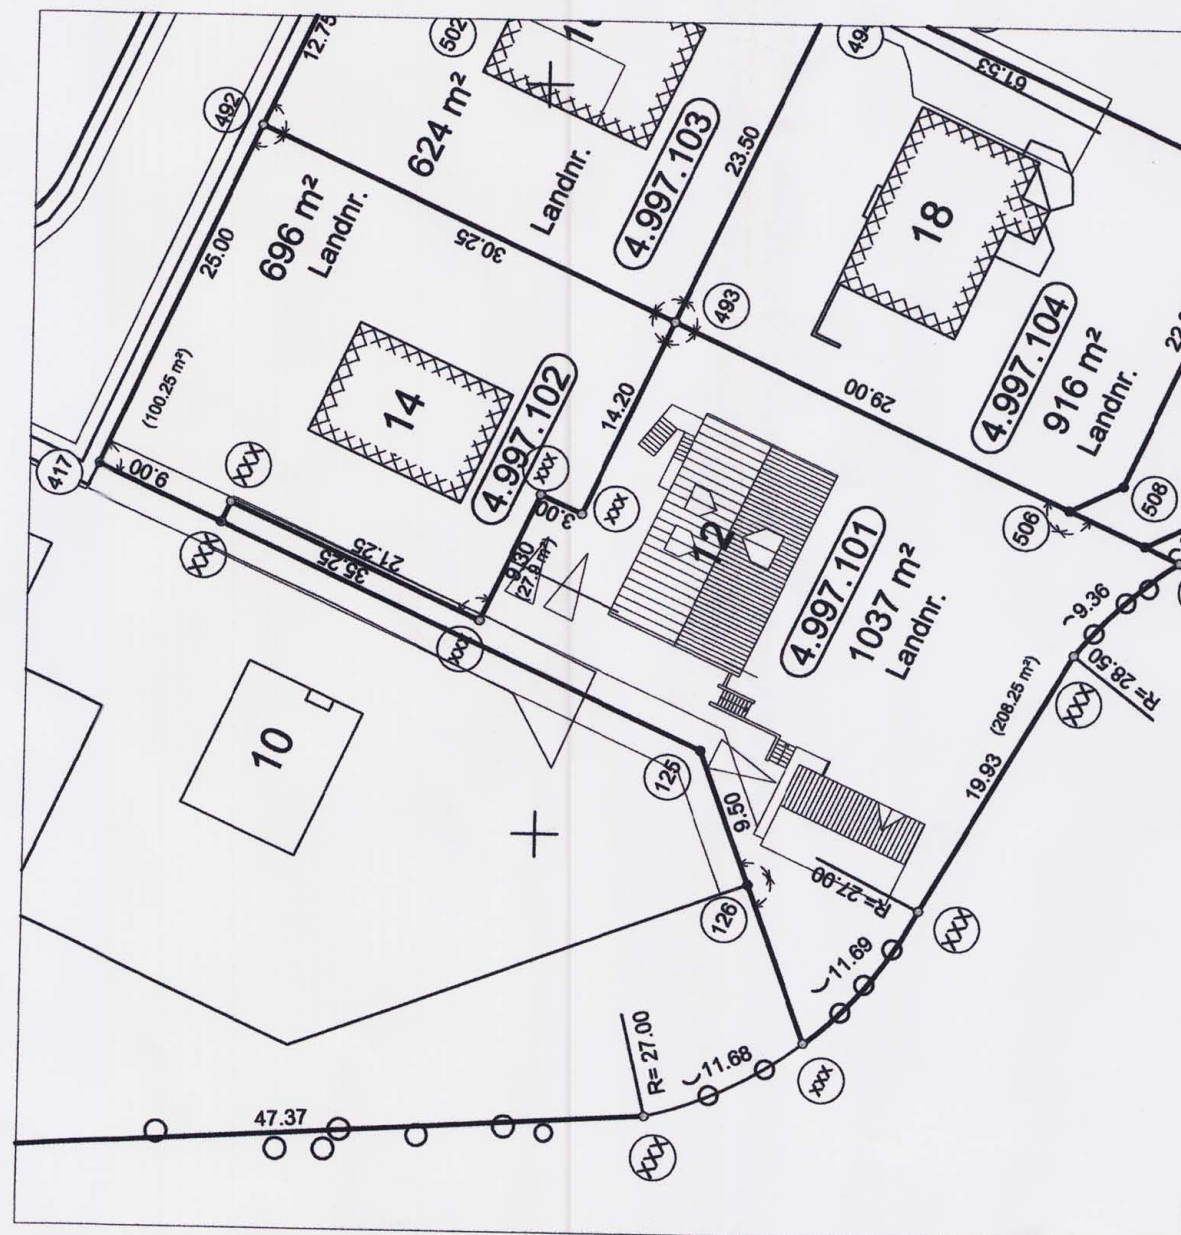 12.75
502
494
61.53
492
624 m²
Landnr.
4.997.103
23.50
25.00
696 m²
Landnr.
30.25
18
493
(100.25 m²)
14
4.997.102
14.20
29.00
4.997.104
916 m²
Landnr.
417
9.00
XXX
XXX
3.00
XXX
508
506
XXX
35.25
21.25
9.30
(27.9 m²)
12
4.997.101
1037 m²
Landnr.
9.36
XXX
R= 28.50
XXX
10
125
9.50
19.93
(208.25 m²)
126
R= 27.00
XXX
11.69
R= 27.00
11.68
XXX
47.37
XXX